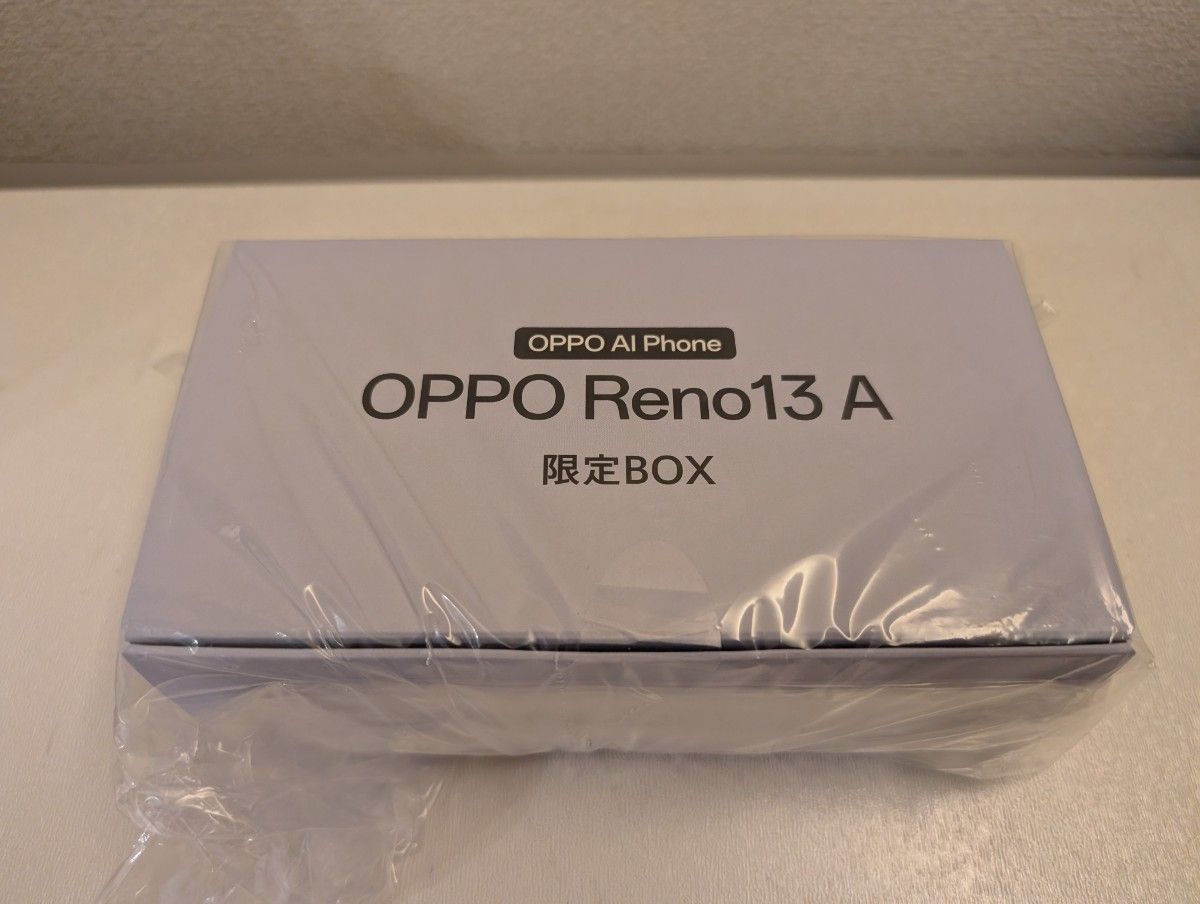 OPPO AI Phone
OPPO Reno13 A
限定BOX